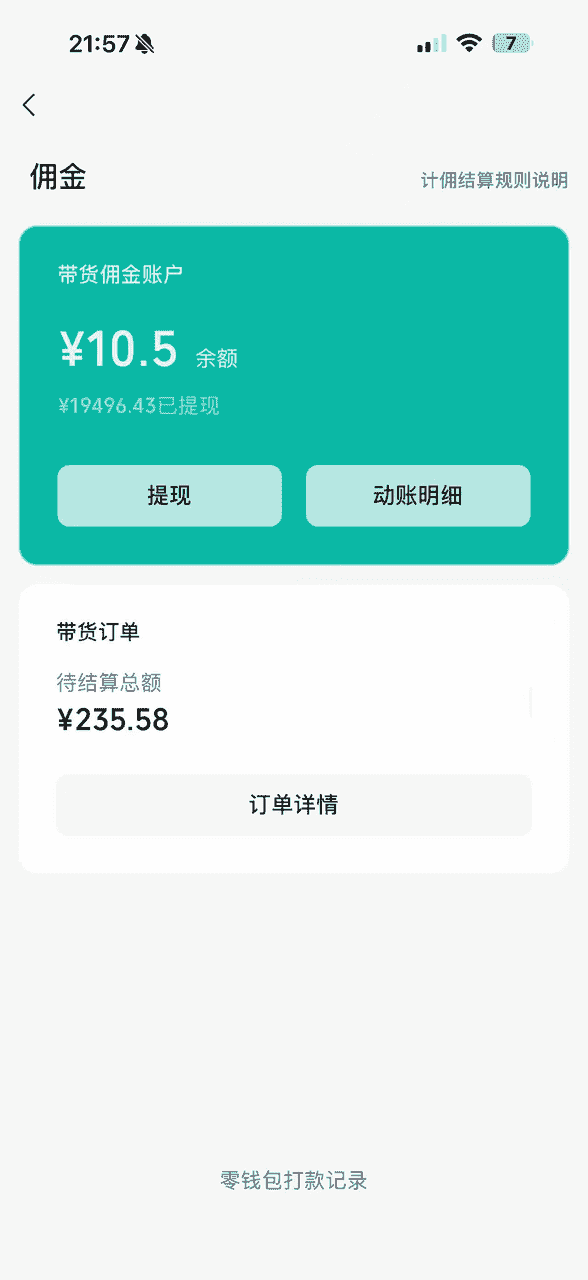 21:57
7
佣金
计佣结算规则说明
带货佣金账户
¥10.5 余额
¥19496.43已提现
提现
动账明细
带货订单
待结算总额
¥235.58
订单详情
零钱包打款记录